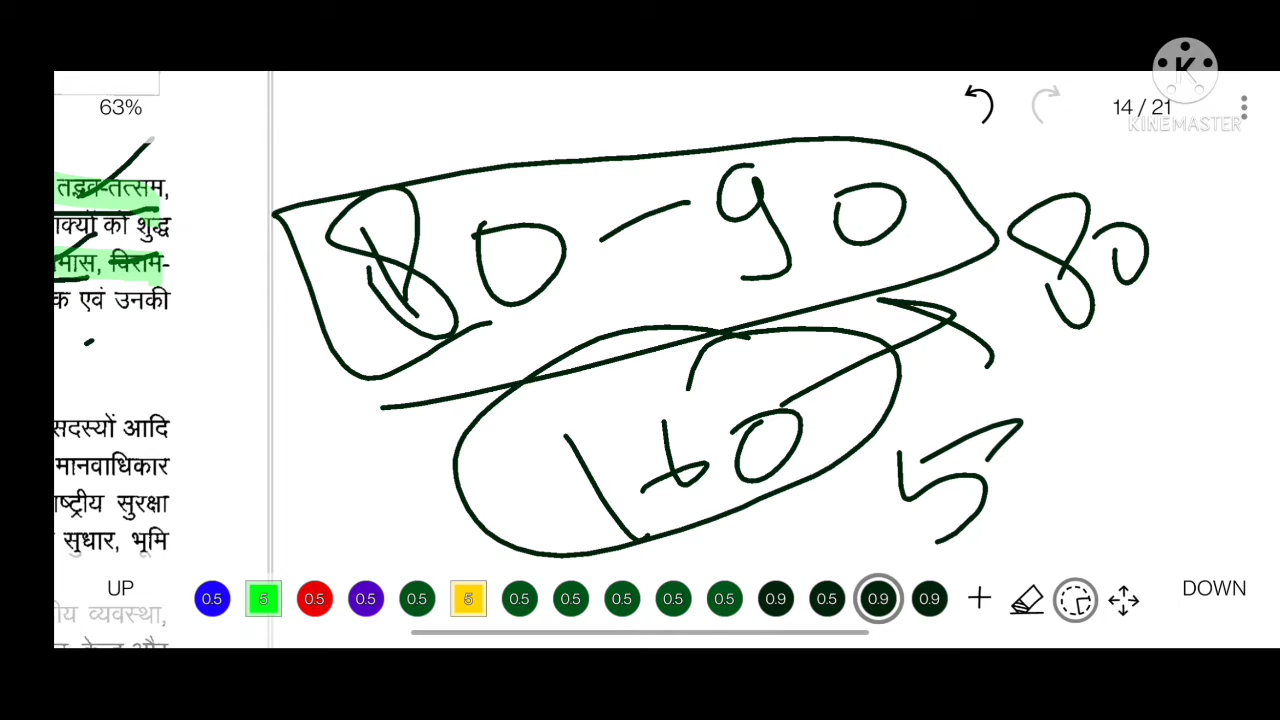 63%
14 / 21
KINEMASTER
तद्भव-तत्सम,
वाक्यों को शुद्ध
समास, विराम-
क एवं उनकी
80 - 90
80
160
5
सदस्यों आदि
मानवाधिकार
राष्ट्रीय सुरक्षा
सुधार, भूमि
UP
0.5 5 0.5 0.5 0.5 5 0.5 0.5 0.5 0.5 0.5 0.9 0.5 0.9 0.9
DOWN
व्यवस्था,